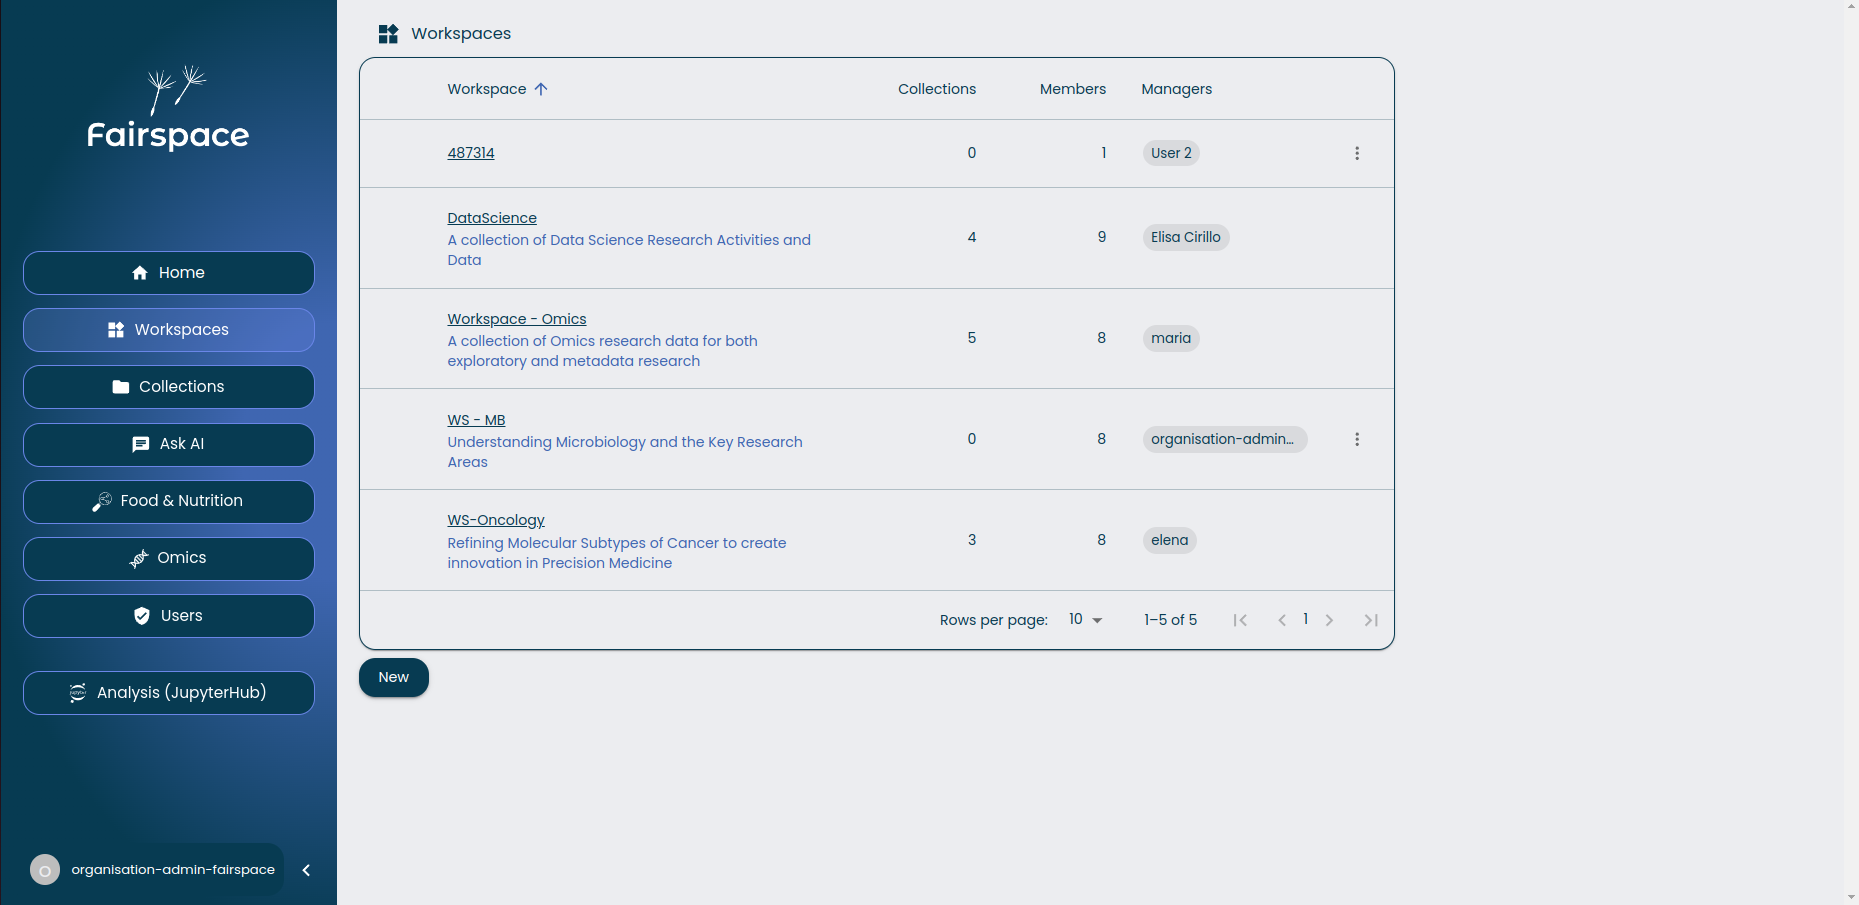 Fairspace
Home
Workspaces
Collections
Ask AI
Food & Nutrition
Omics
Users
Analysis (JupyterHub)
O organisation-admin-fairspace
Workspaces
Workspace Collections Members Managers
487314 0 1 User 2
DataScience
A collection of Data Science Research Activities and
Data
4 9 Elisa Cirillo
Workspace - Omics
A collection of Omics research data for both
exploratory and metadata research
5 8 maria
WS - MB
Understanding Microbiology and the Key Research
Areas
0 8 organisation-admin...
WS-Oncology
Refining Molecular Subtypes of Cancer to create
innovation in Precision Medicine
3 8 elena
Rows per page: 10 1–5 of 5 1
New